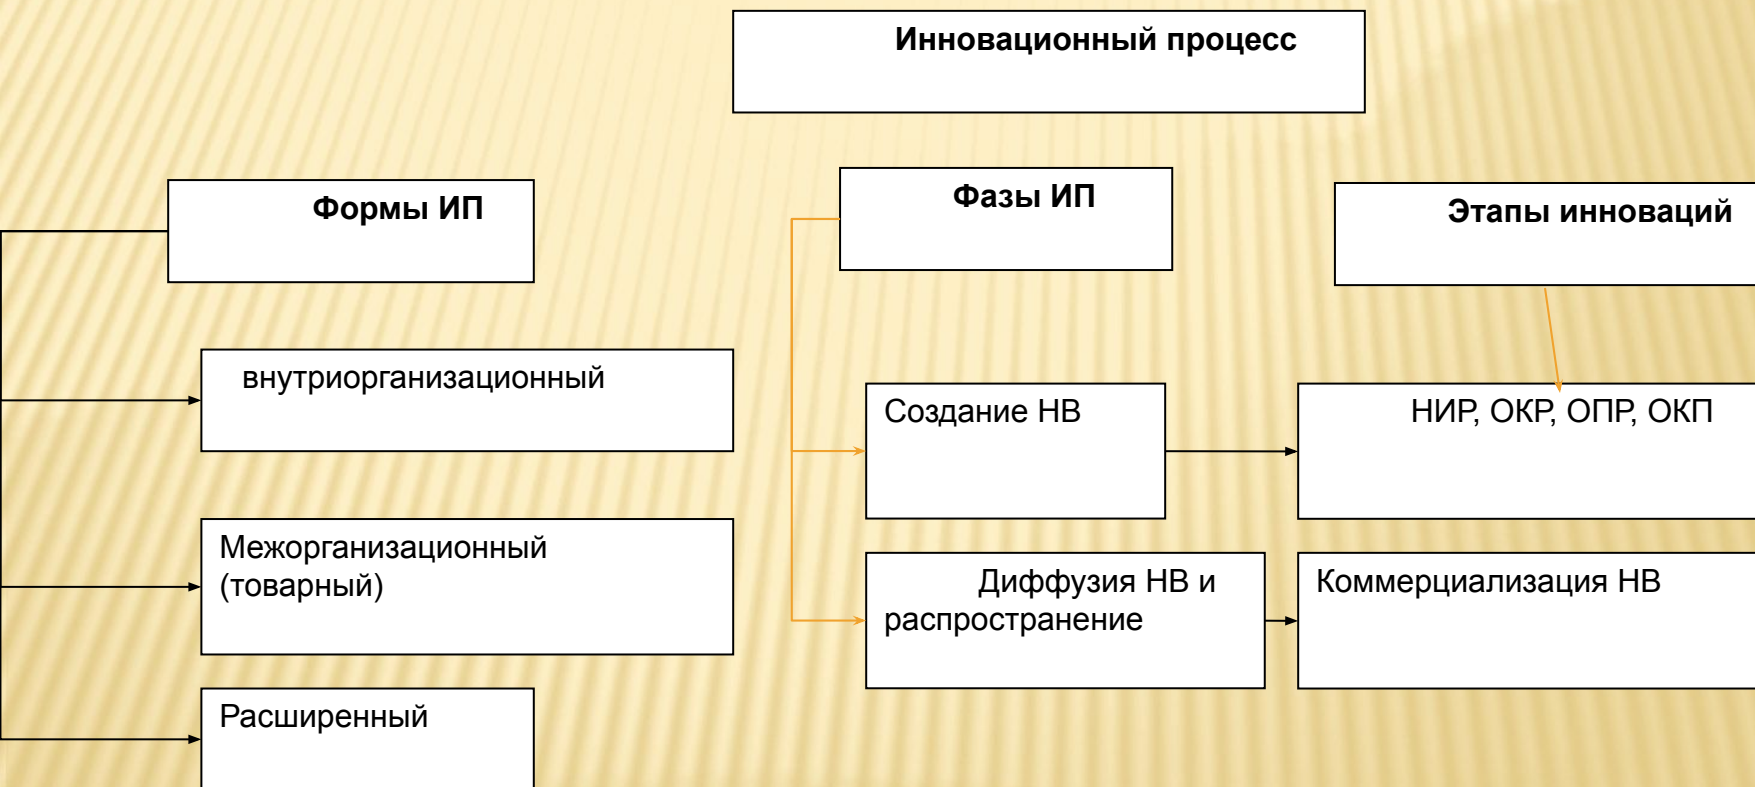 Инновационный процесс
Формы ИП
Фазы ИП
Этапы инноваций
внутриорганизационный
Создание НВ
НИР, ОКР, ОПР, ОКП
Межорганизационный
(товарный)
Диффузия НВ и
распространение
Коммерциализация НВ
Расширенный